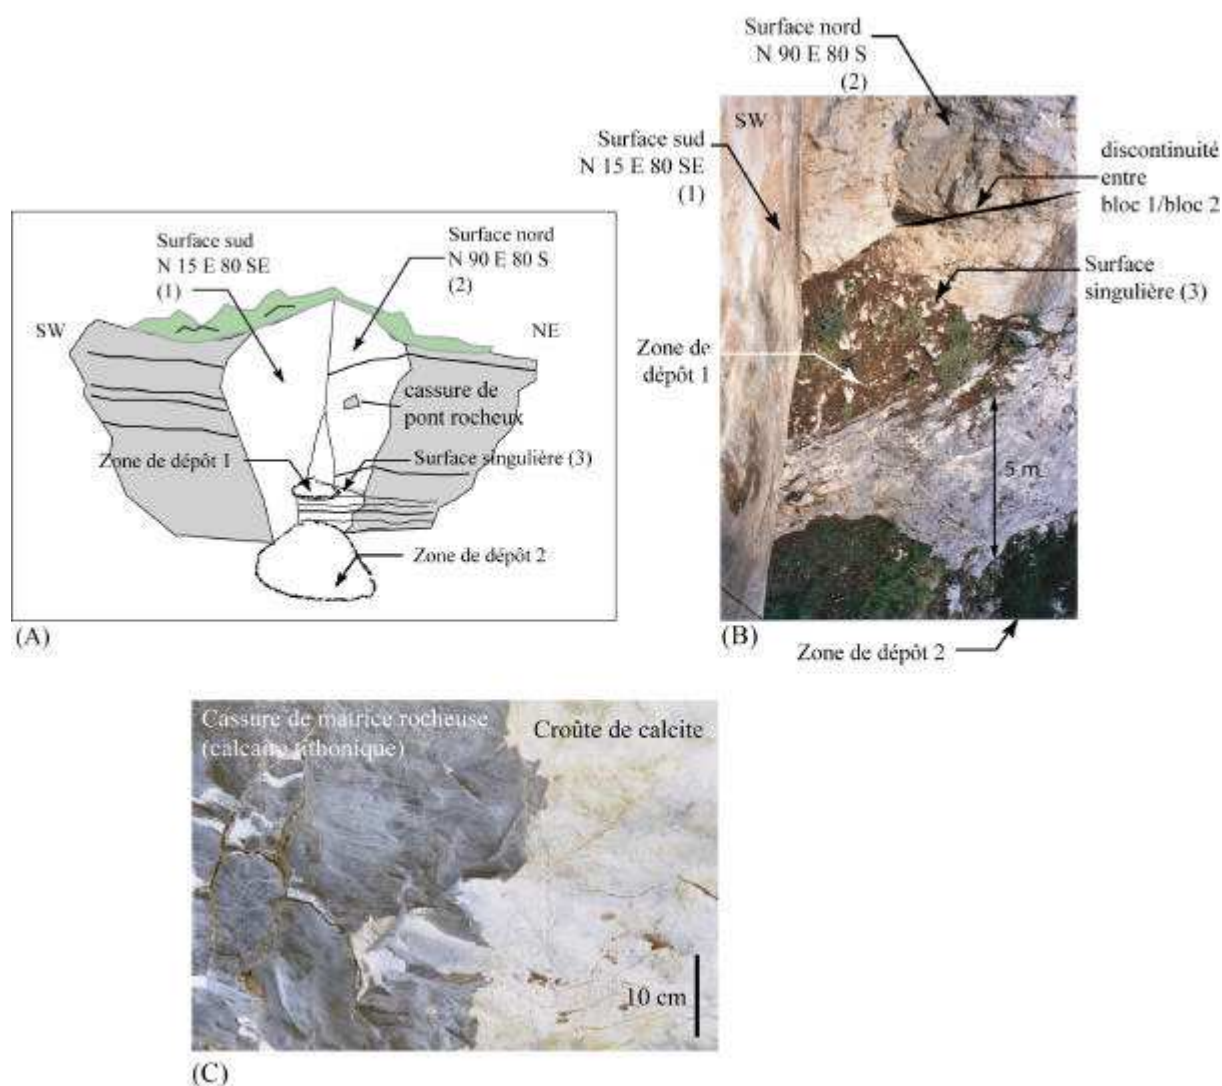 Surface sud
N 15 E 80 SE
(1)
Surface nord
N 90 E 80 S
(2)
SW
NE
cassure de
pont rocheux
Zone de dépôt 1
Surface singulière (3)
Zone de dépôt 2
(A)
Surface nord
N 90 E 80 S
(2)
SW
NE
Surface sud
N 15 E 80 SE
(1)
discontinuité
entre
bloc 1/bloc 2
Surface
singulière (3)
Zone de
dépôt 1
5 m
(B)
Zone de dépôt 2
Cassure de matrice rocheuse
(calcaire tithonique)
Croûte de calcite
10 cm
(C)